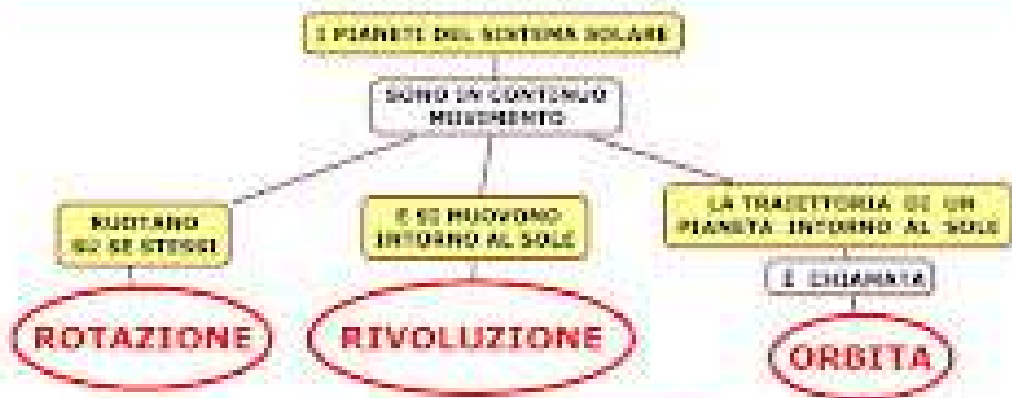 I PIANETI DEL SISTEMA SOLARE
SONO IN CONTINUO
MOVIMENTO
RUOTANO
SU SE STESSI
E SI MUOVONO
INTORNO AL SOLE
LA TRAIETTORIA DI UN
PIANETA INTORNO AL SOLE
È CHIAMATA
ROTAZIONE
RIVOLUZIONE
ORBITA